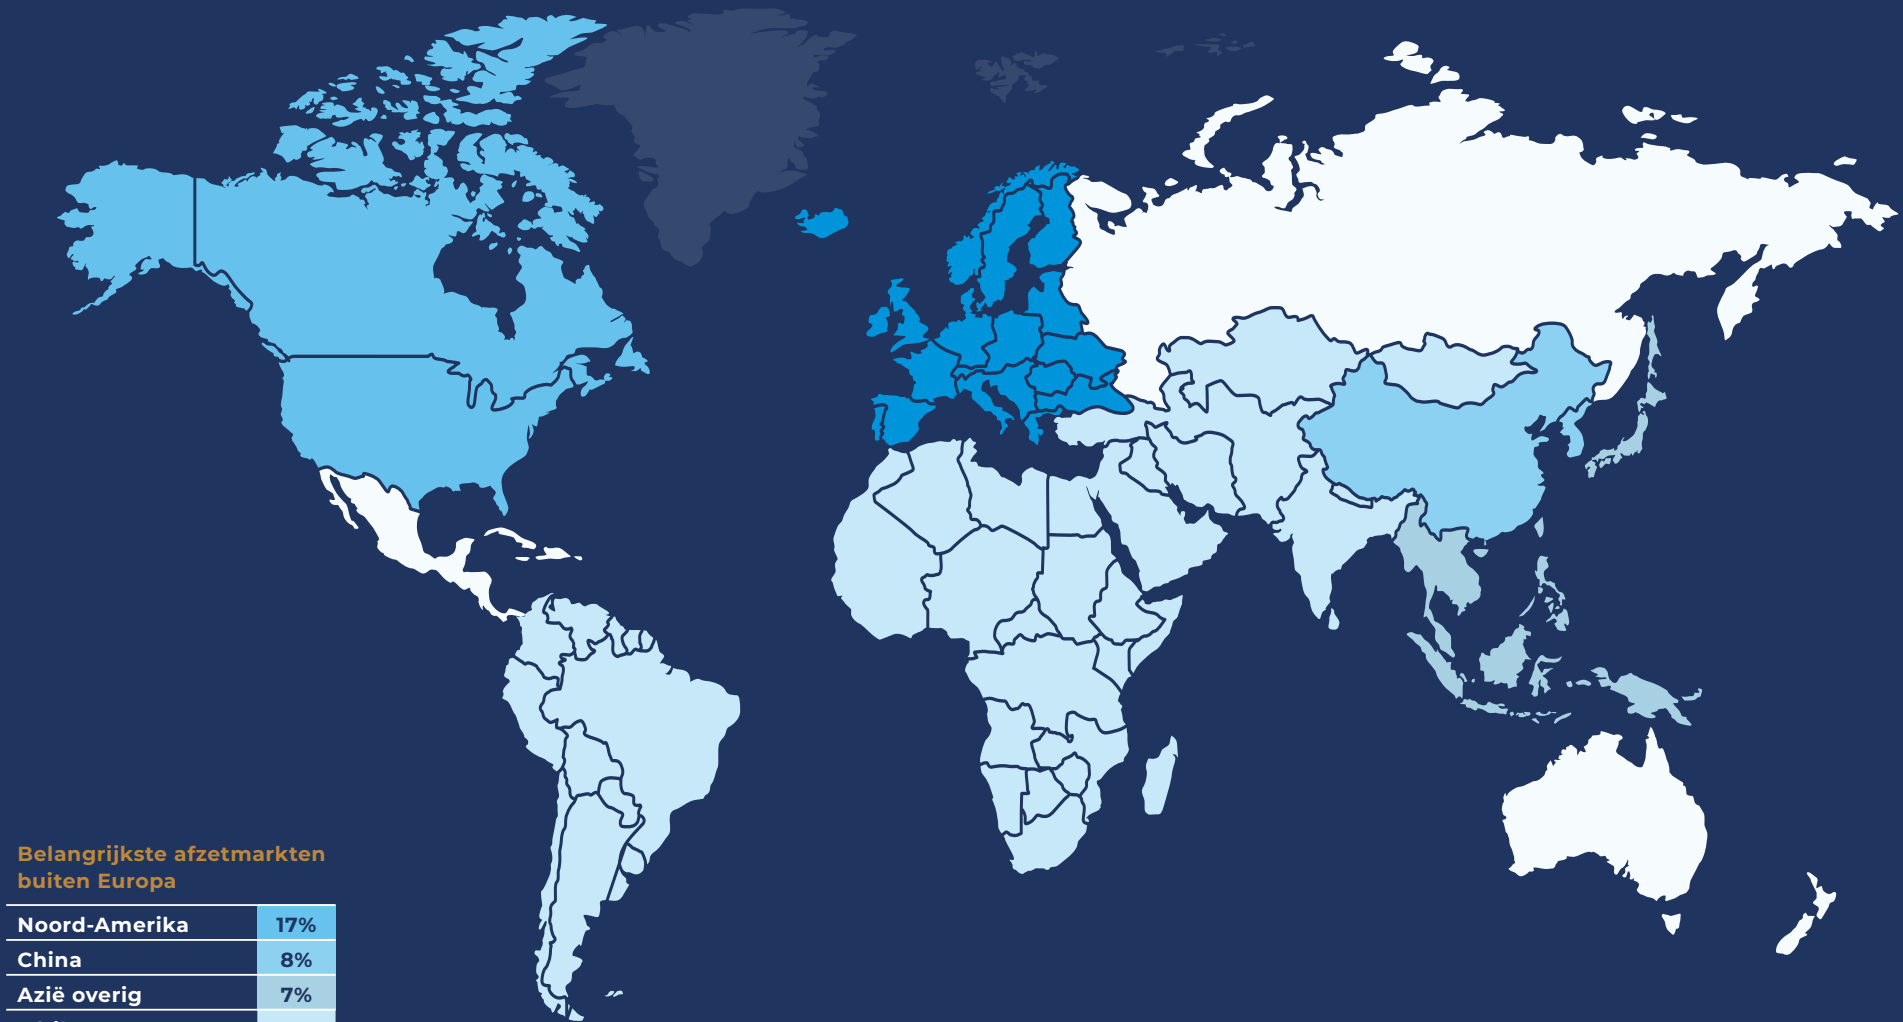 Belangrijkste afzetmarkten
buiten Europa
Noord-Amerika 17%
China 8%
Azië overig 7%